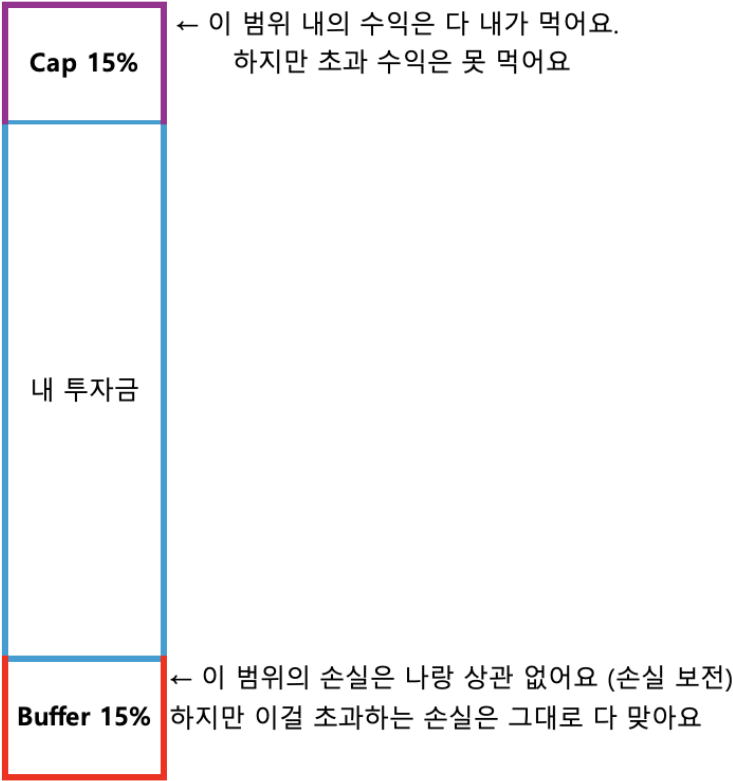 ← 이 범위 내의 수익은 다 내가 먹어요.
Cap 15%
하지만 초과 수익은 못 먹어요
내 투자금
← 이 범위의 손실은 나랑 상관 없어요 (손실 보전)
Buffer 15%
하지만 이걸 초과하는 손실은 그대로 다 맞아요